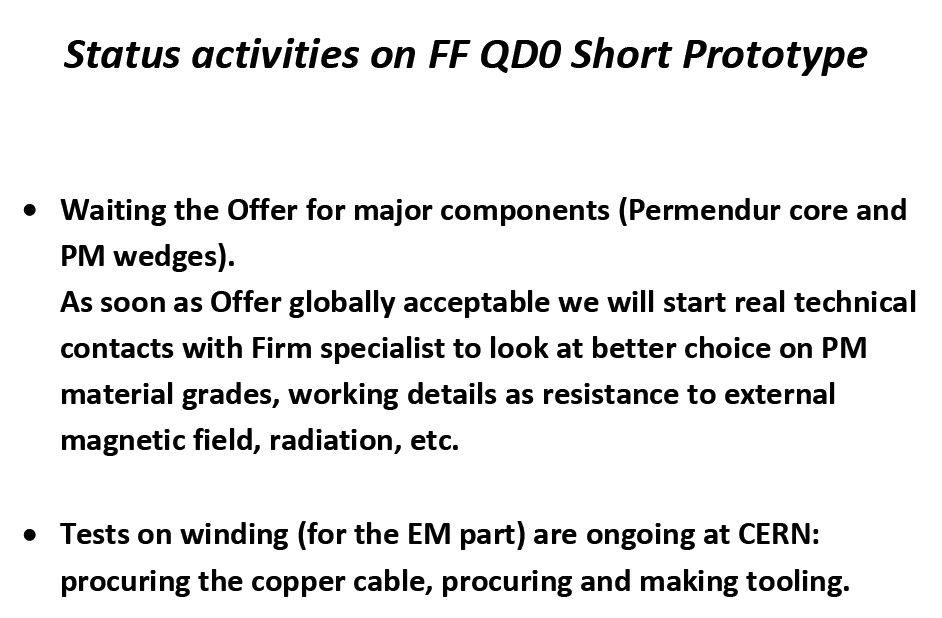 Status activities on FF QD0 Short Prototype
• Waiting the Offer for major components (Permendur core and
PM wedges).
As soon as Offer globally acceptable we will start real technical
contacts with Firm specialist to look at better choice on PM
material grades, working details as resistance to external
magnetic field, radiation, etc.
• Tests on winding (for the EM part) are ongoing at CERN:
procuring the copper cable, procuring and making tooling.